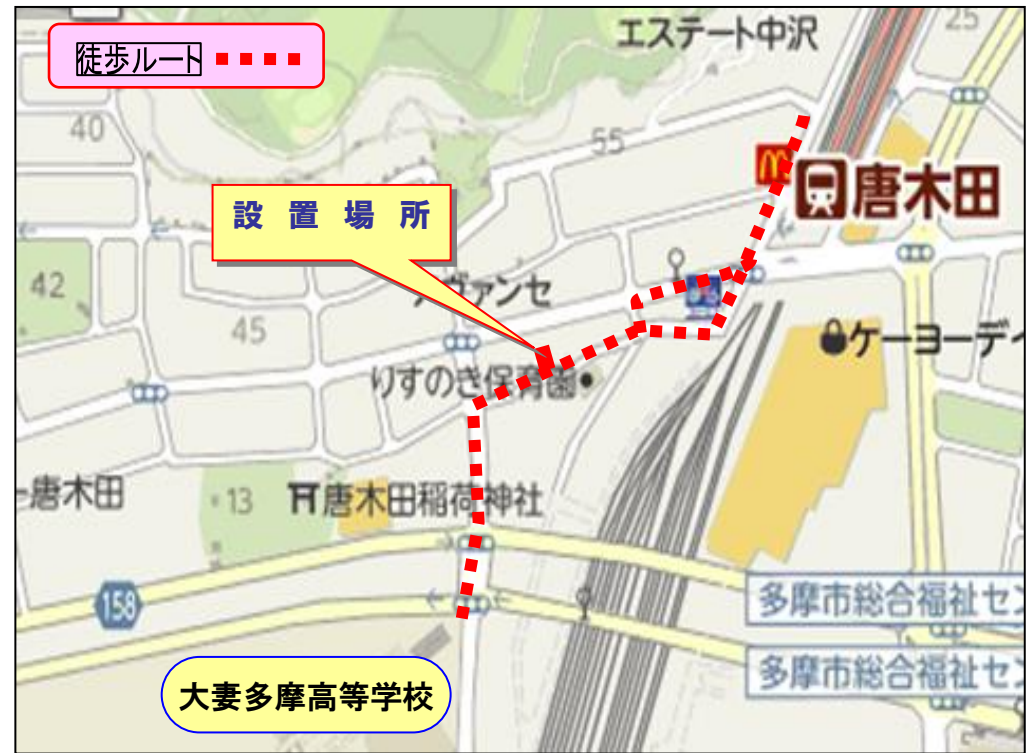 エステート中沢
25
徒歩ルート
40
55
唐木田
設 置 場 所
42
ヴァンセ
45
ケーヨーデイ
りすのき保育園
唐木田
13
唐木田稲荷神社
158
多摩市総合福祉セン
多摩市総合福祉セン
大妻多摩高等学校